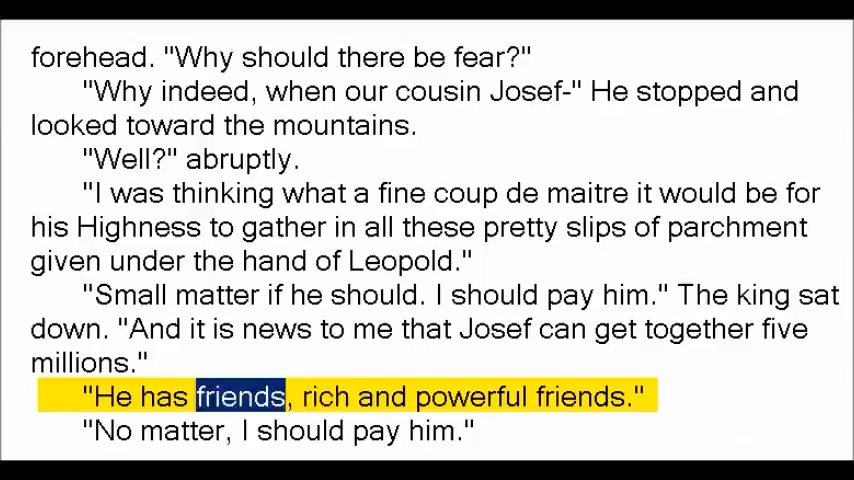 forehead. "Why should there be fear?"
"Why indeed, when our cousin Josef-" He stopped and
looked toward the mountains.
"Well?" abruptly.
"I was thinking what a fine coup de maitre it would be for
his Highness to gather in all these pretty slips of parchment
given under the hand of Leopold."
"Small matter if he should. I should pay him." The king sat
down. "And it is news to me that Josef can get together five
millions."
"He has friends, rich and powerful friends."
"No matter, I should pay him."